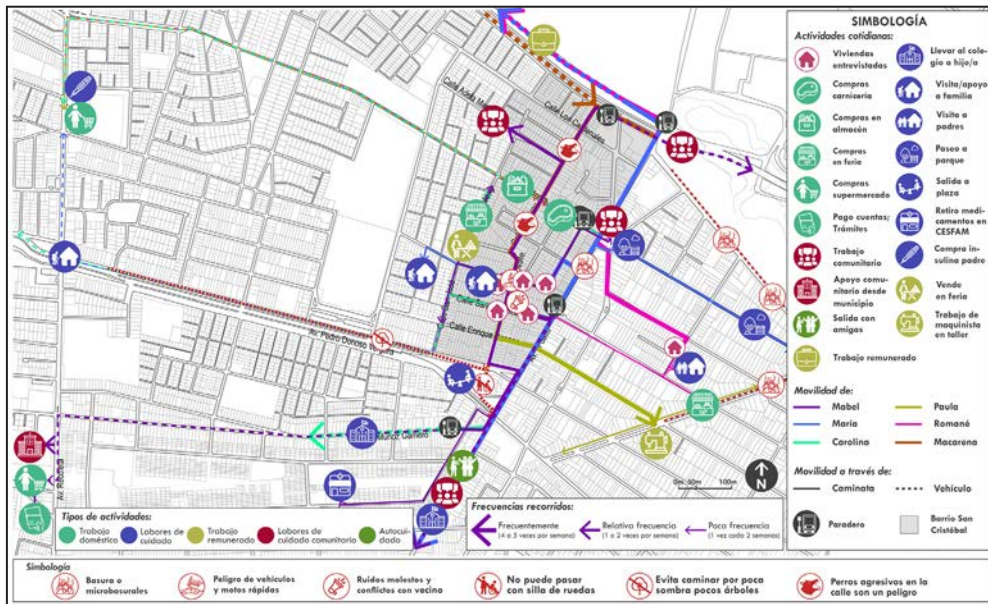 SIMBOLOGÍA
Actividades cotidianas:
Viviendas
entrevistadas
Llevar al cole-
gio a hijo/a
Compras
carnicería
Visita/apoyo
a familia
Compras en
almacén
Visita a
padres
Compras
en feria
Paseo a
parque
Compras
supermercado
Salida a
plaza
Pago cuentas;
Trámites
Retiro medi-
camentos en
CESFAM
Trabajo
comunitario
Compra in-
sulina padre
Apoyo comu-
nitario desde
municipio
Vende
en feria
Salida con
amigas
Trabajo de
maquinista
en taller
Trabajo remunerado
Movilidad de:
Mabel
Paula
María
Romané
Carolina
Macarena
Movilidad a través de:
Caminata
Vehículo
Paradero
Barrio San
Cristóbal
Calle Los
Calle Enrique
Pedro Donoso
Av. Recoleta
0m 50m 100m
N
Tipos de actividades:
Trabajo
doméstico
Labores de
cuidado
Trabajo
remunerado
Labores de
cuidado comunitario
Autocui-
dado
Frecuencias recorridos:
Frecuentemente
(4 a 5 veces por semana)
Relativa frecuencia
(1 a 2 veces por semana)
Poca frecuencia
(1 vez cada 2 semanas)
Simbología
Basura o
microbasurales
Peligro de vehículos
y motos rápidas
Ruidos molestos y
conflictos con vecino
No puede pasar
con silla de ruedas
Evita caminar por poca
sombra pocos árboles
Perros agresivos en la
calle son un peligro